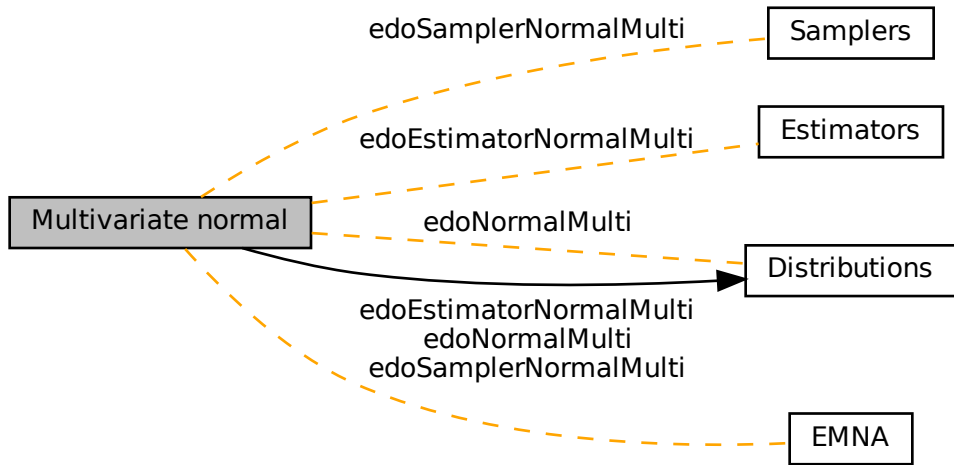 edoSamplerNormalMulti
Samplers
edoEstimatorNormalMulti
Estimators
Multivariate normal
edoNormalMulti
Distributions
edoEstimatorNormalMulti
edoNormalMulti
edoSamplerNormalMulti
EMNA